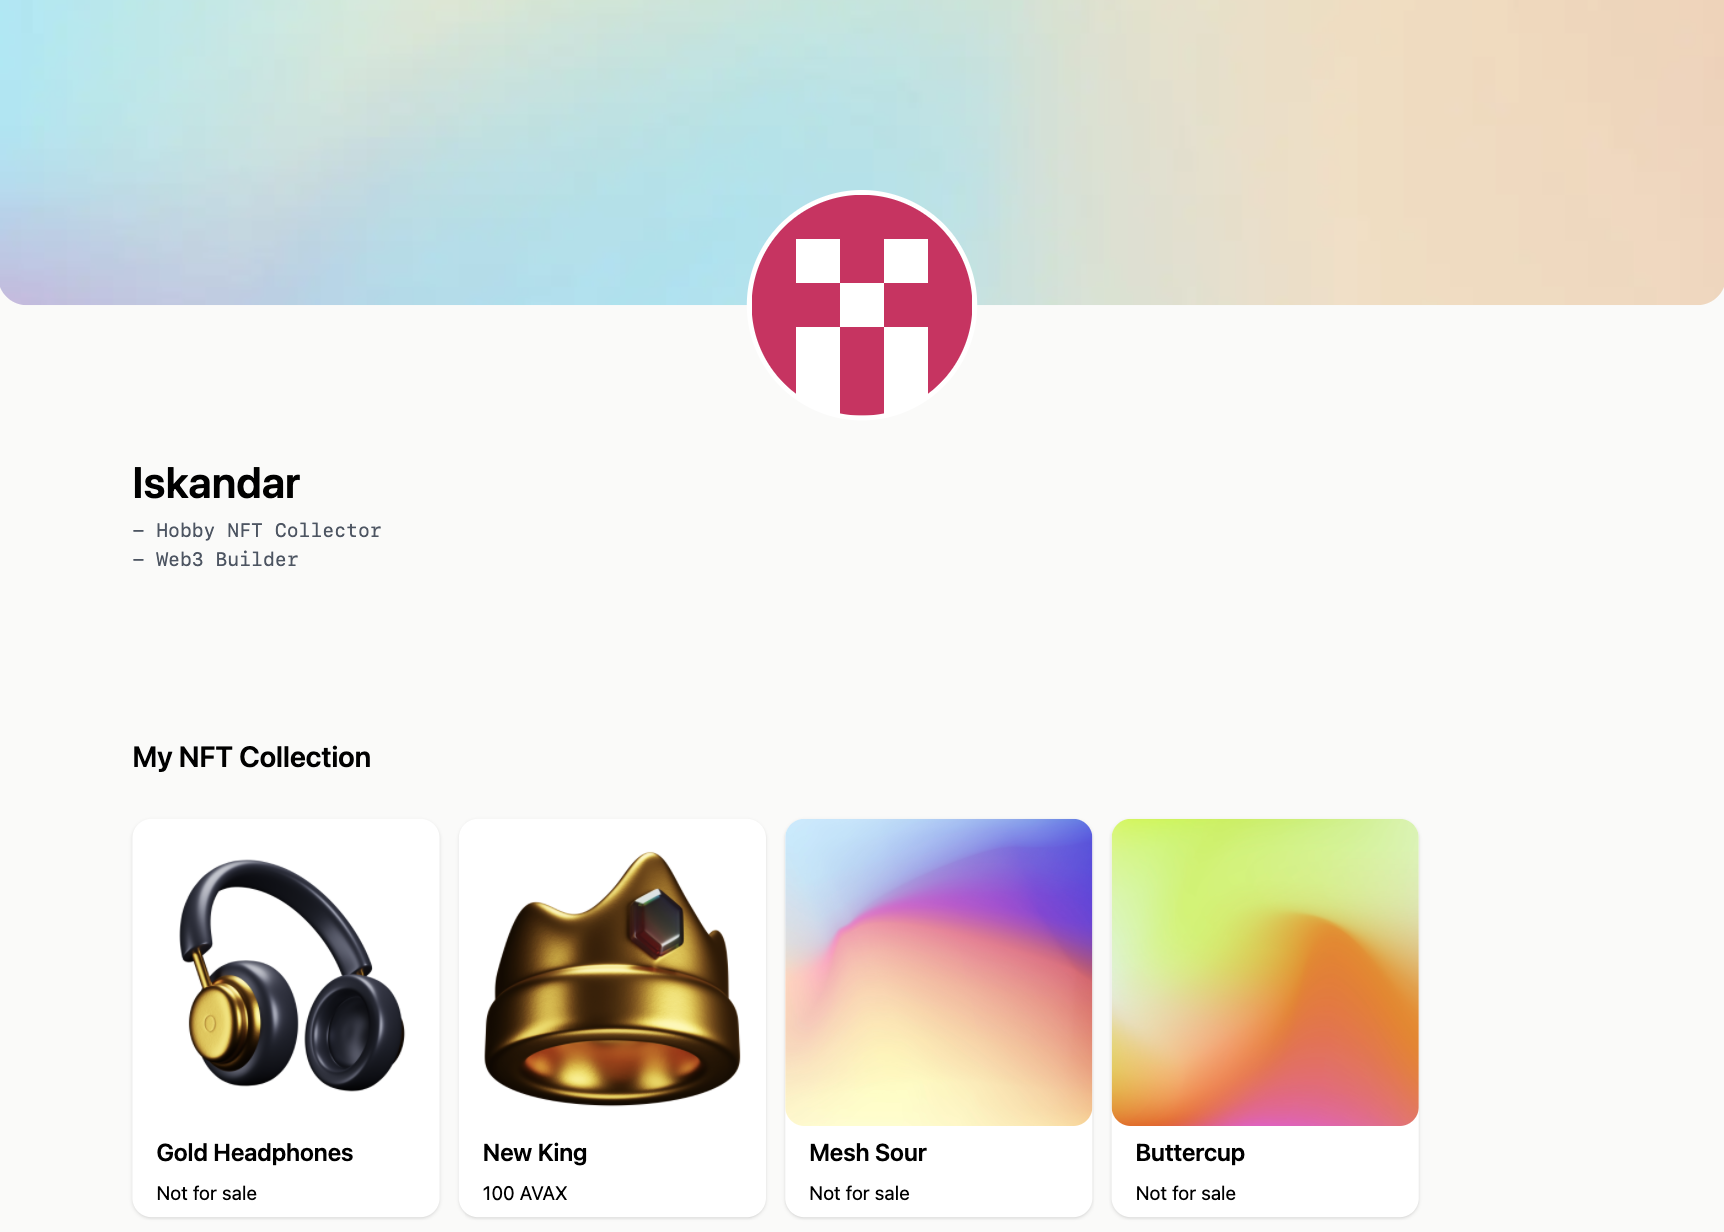 Iskandar
– Hobby NFT Collector
– Web3 Builder
My NFT Collection
Gold Headphones
Not for sale
New King
100 AVAX
Mesh Sour
Not for sale
Buttercup
Not for sale